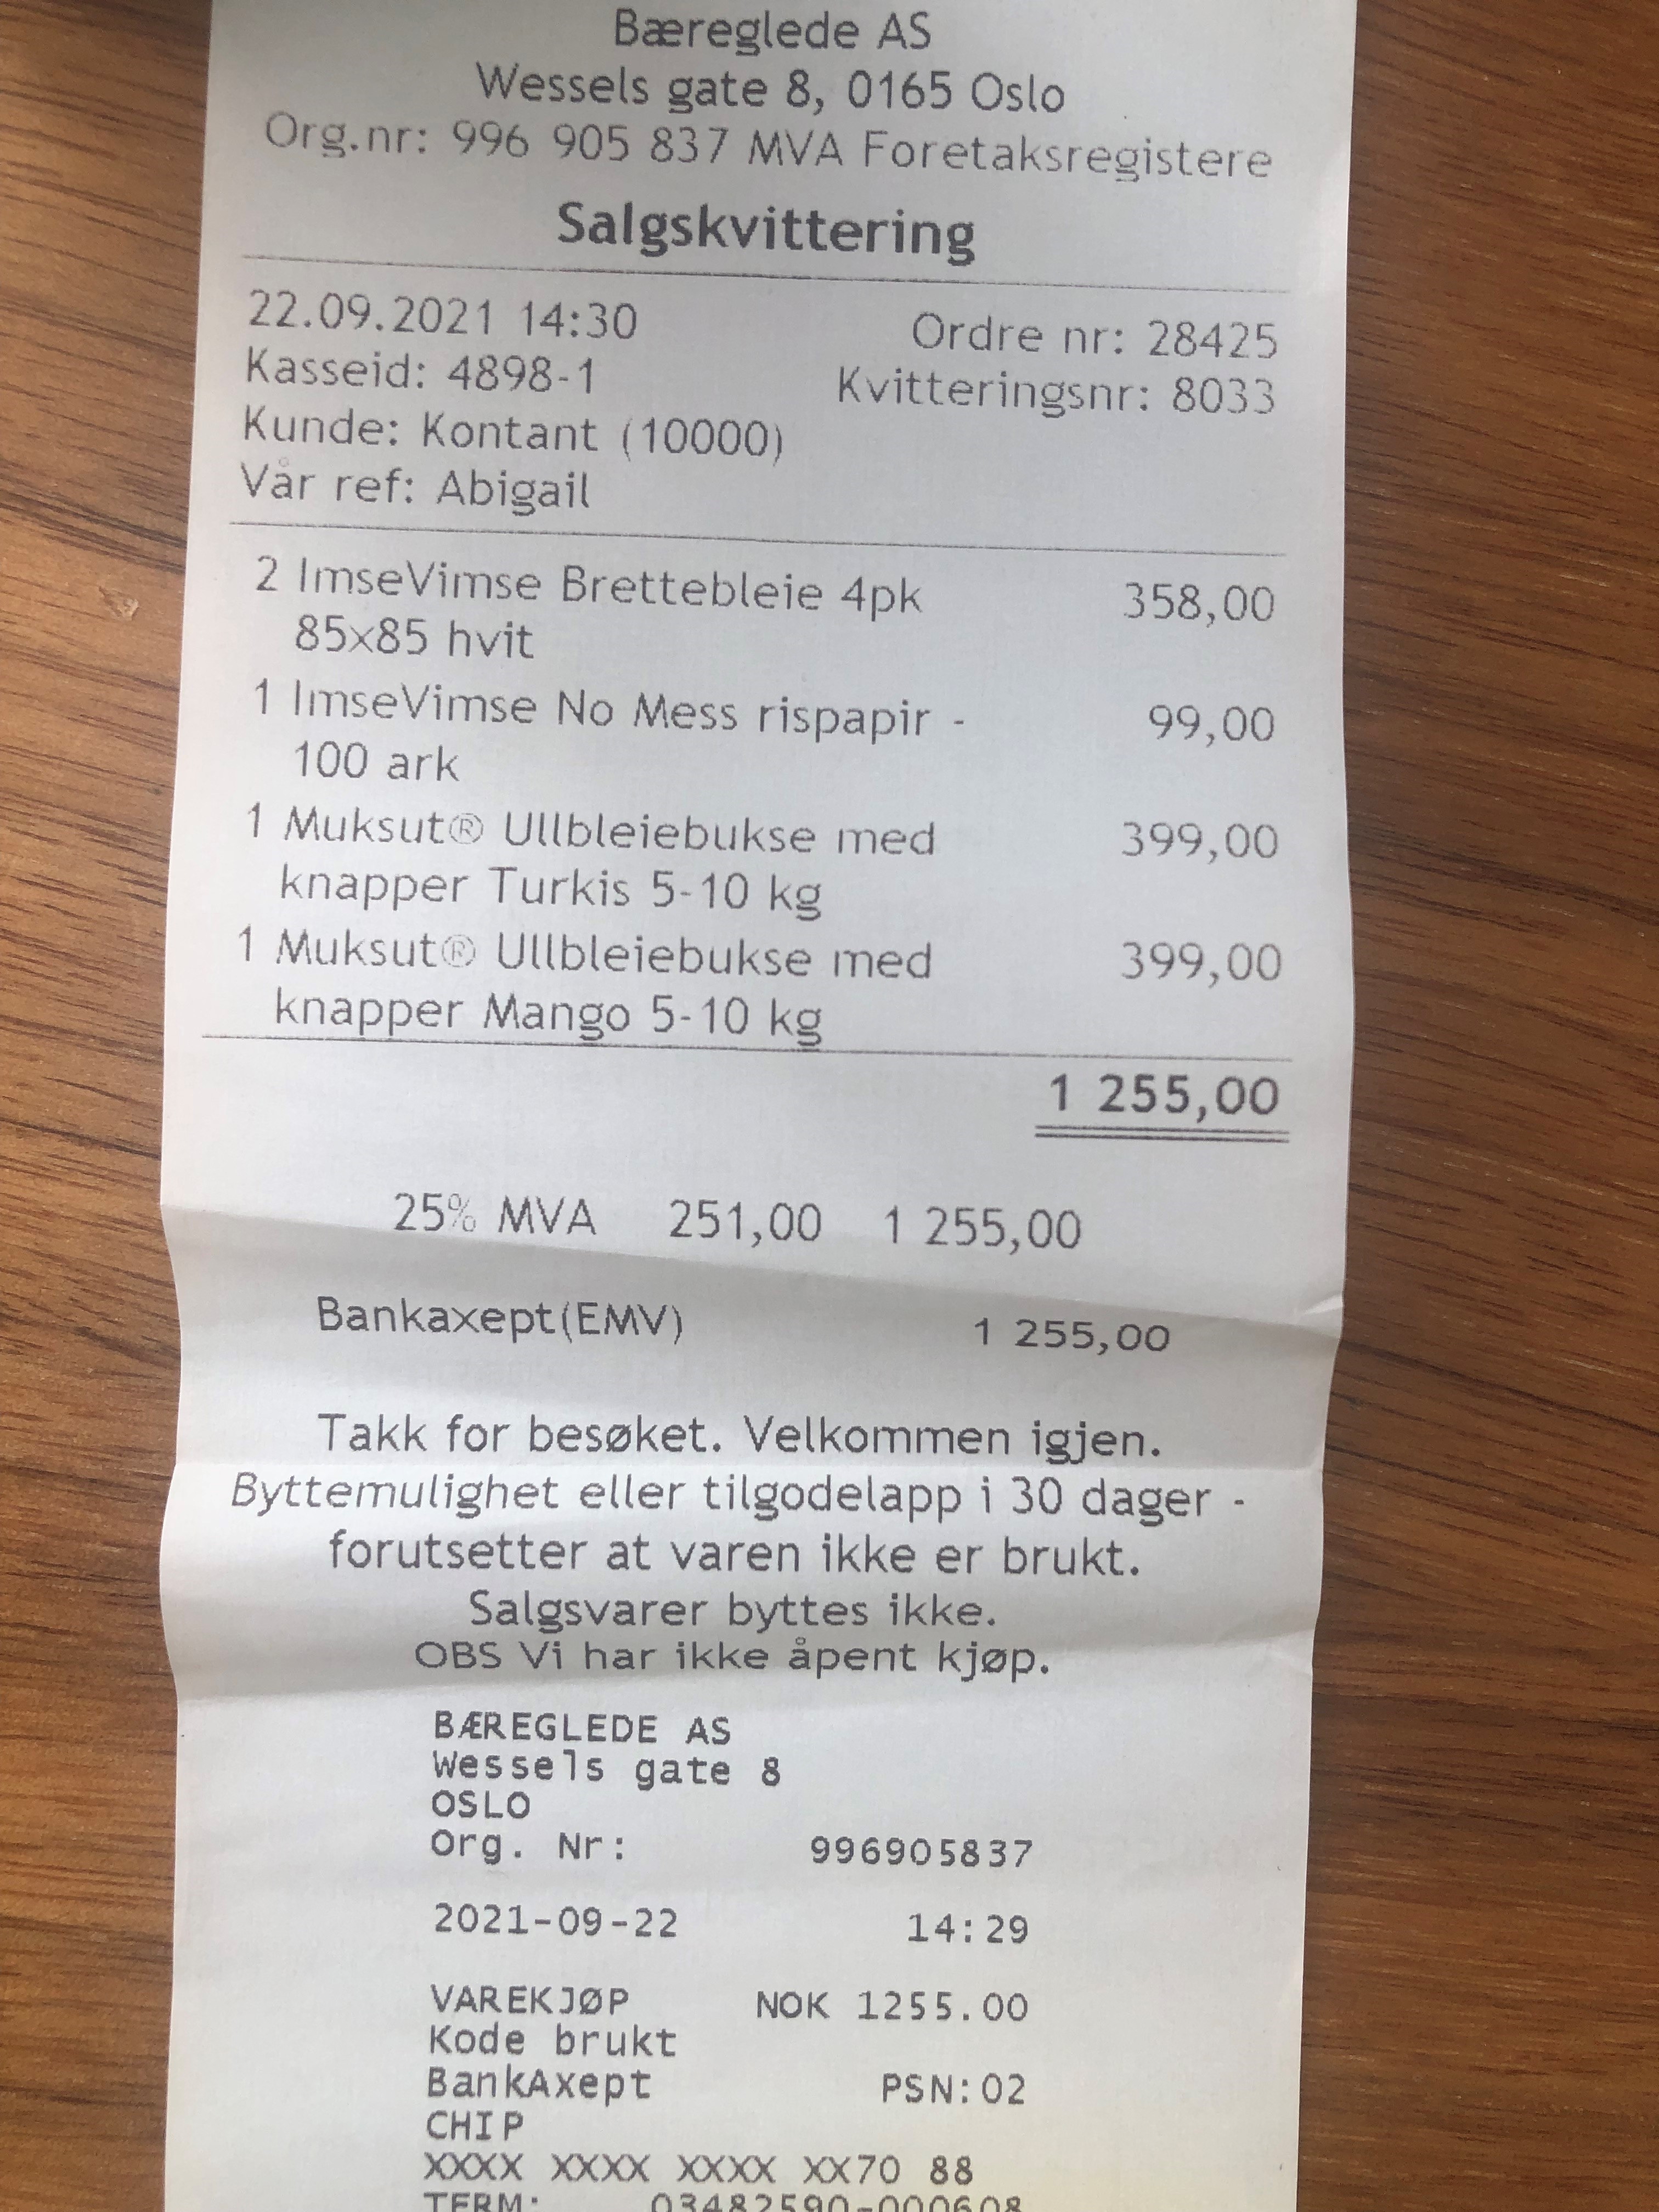 Bæreglede AS
Wessels gate 8, 0165 Oslo
Org.nr: 996 905 837 MVA Foretaksregistere
Salgskvittering
22.09.2021 14:30 Ordre nr: 28425
Kasseid: 4898-1 Kvitteringsnr: 8033
Kunde: Kontant (10000)
Vår ref: Abigail
2 ImseVimse Brettebleie 4pk 358,00
85x85 hvit
1 ImseVimse No Mess rispapir - 99,00
100 ark
1 Muksut® Ullbleiebukse med 399,00
knapper Turkis 5-10 kg
1 Muksut® Ullbleiebukse med 399,00
knapper Mango 5-10 kg
1 255,00
25% MVA 251,00 1 255,00
Bankaxept(EMV) 1 255,00
Takk for besøket. Velkommen igjen.
Byttemulighet eller tilgodelapp i 30 dager -
forutsetter at varen ikke er brukt.
Salgsvarer byttes ikke.
OBS Vi har ikke åpent kjøp.
BÆREGLEDE AS
Wessels gate 8
OSLO
Org. Nr: 996905837
2021-09-22 14:29
VAREKJØP NOK 1255.00
Kode brukt
BankAxept PSN:02
CHIP
XXXX XXXX XXXX XX70 88
TERM: 03482590-000608